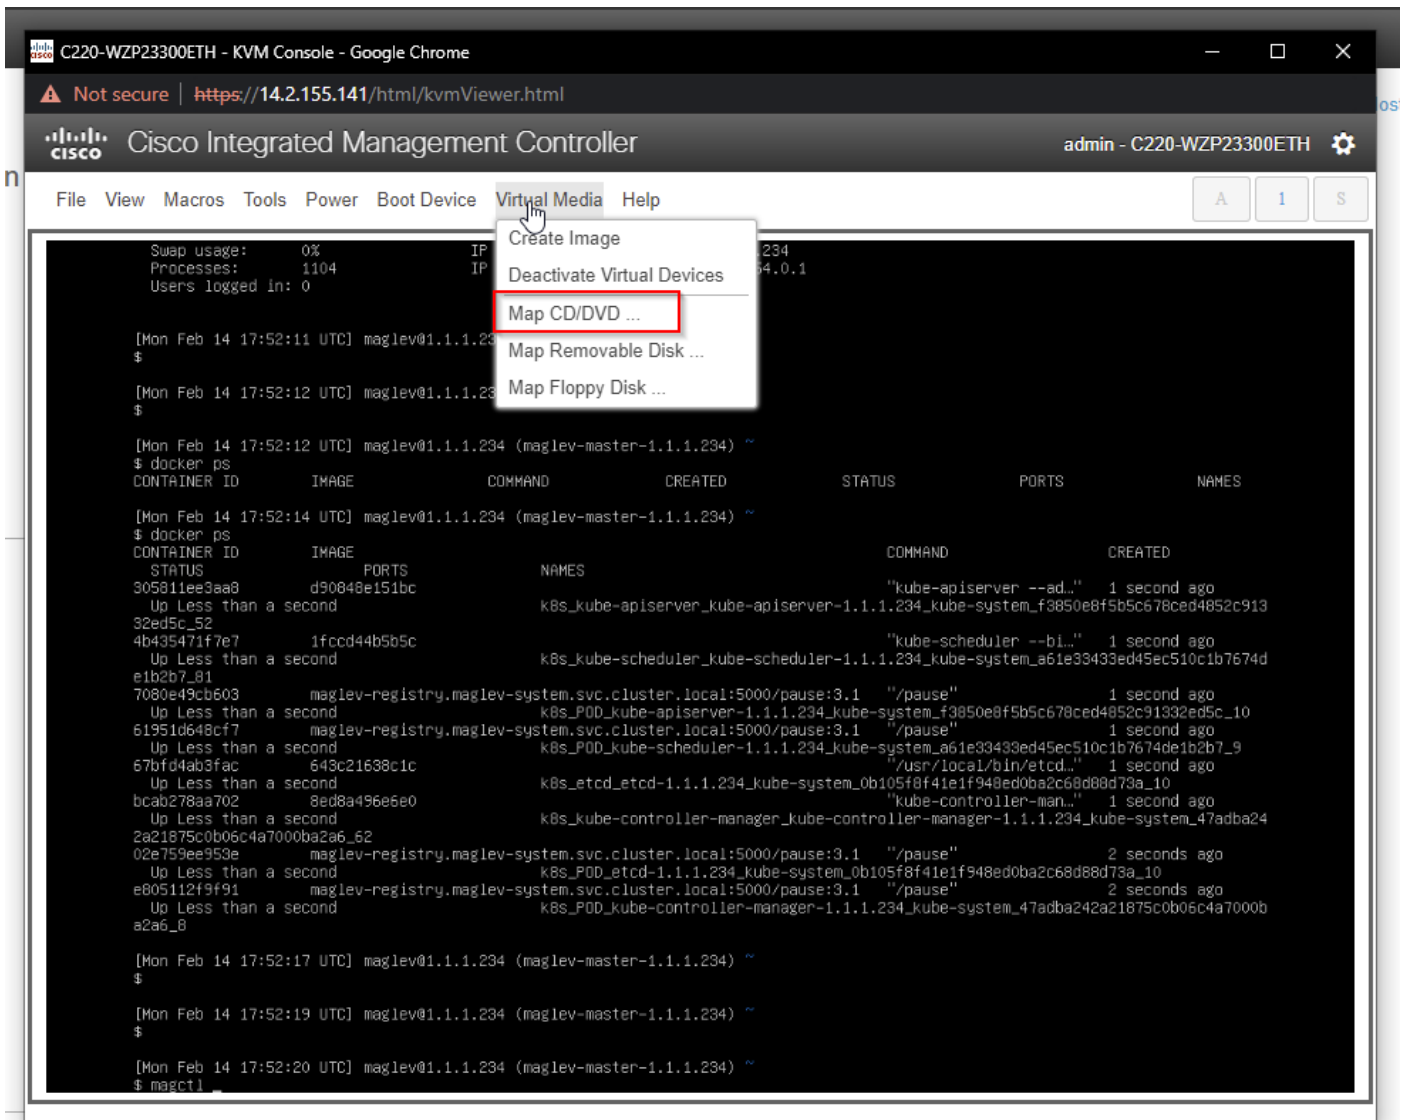 C220-WZP23300ETH - KVM Console - Google Chrome
Not secure | https://14.2.155.141/html/kvmViewer.html
os
cisco Cisco Integrated Management Controller admin - C220-WZP23300ETH
n
File View Macros Tools Power Boot Device Virtual Media Help A 1 S
Create Image
Deactivate Virtual Devices
Map CD/DVD ...
Map Removable Disk ...
Map Floppy Disk ...
Swap usage: 0% IP 234
Processes: 1104 IP 54.0.1
Users logged in: 0
[Mon Feb 14 17:52:11 UTC] maglev@1.1.1.23
$
[Mon Feb 14 17:52:12 UTC] maglev@1.1.1.23
$
[Mon Feb 14 17:52:12 UTC] maglev@1.1.1.234 (maglev-master-1.1.1.234) ~
$ docker ps
CONTAINER ID IMAGE COMMAND CREATED STATUS PORTS NAMES
[Mon Feb 14 17:52:14 UTC] maglev@1.1.1.234 (maglev-master-1.1.1.234) ~
$ docker ps
CONTAINER ID IMAGE COMMAND CREATED
STATUS PORTS NAMES
305811ee3aa8 d90848e151bc "kube-apiserver --ad…" 1 second ago
Up Less than a second k8s_kube-apiserver_kube-apiserver-1.1.1.234_kube-system_f3850e8f5b5c678ced4852c913
32ed5c_52
4b435471f7e7 1fccd44b5b5c "kube-scheduler --bi…" 1 second ago
Up Less than a second k8s_kube-scheduler_kube-scheduler-1.1.1.234_kube-system_a61e33433ed45ec510c1b7674d
e1b2b7_81
7080e49cb603 maglev-registry.maglev-system.svc.cluster.local:5000/pause:3.1 "/pause" 1 second ago
Up Less than a second k8s_POD_kube-apiserver-1.1.1.234_kube-system_f3850e8f5b5c678ced4852c91332ed5c_10
61951d648cf7 maglev-registry.maglev-system.svc.cluster.local:5000/pause:3.1 "/pause" 1 second ago
Up Less than a second k8s_POD_kube-scheduler-1.1.1.234_kube-system_a61e33433ed45ec510c1b7674de1b2b7_9
67bfd4ab3fac 643c21638c1c "/usr/local/bin/etcd…" 1 second ago
Up Less than a second k8s_etcd_etcd-1.1.1.234_kube-system_0b105f8f41e1f948ed0ba2c68d88d73a_10
bcab278aa702 8ed8a496e6e0 "kube-controller-man…" 1 second ago
Up Less than a second k8s_kube-controller-manager_kube-controller-manager-1.1.1.234_kube-system_47adba24
2a21875c0b06c4a7000ba2a6_62
02e759ee953e maglev-registry.maglev-system.svc.cluster.local:5000/pause:3.1 "/pause" 2 seconds ago
Up Less than a second k8s_POD_etcd-1.1.1.234_kube-system_0b105f8f41e1f948ed0ba2c68d88d73a_10
e805112f9f91 maglev-registry.maglev-system.svc.cluster.local:5000/pause:3.1 "/pause" 2 seconds ago
Up Less than a second k8s_POD_kube-controller-manager-1.1.1.234_kube-system_47adba242a21875c0b06c4a7000b
a2a6_8
[Mon Feb 14 17:52:17 UTC] maglev@1.1.1.234 (maglev-master-1.1.1.234) ~
$
[Mon Feb 14 17:52:19 UTC] maglev@1.1.1.234 (maglev-master-1.1.1.234) ~
$
[Mon Feb 14 17:52:20 UTC] maglev@1.1.1.234 (maglev-master-1.1.1.234) ~
$ magctl _